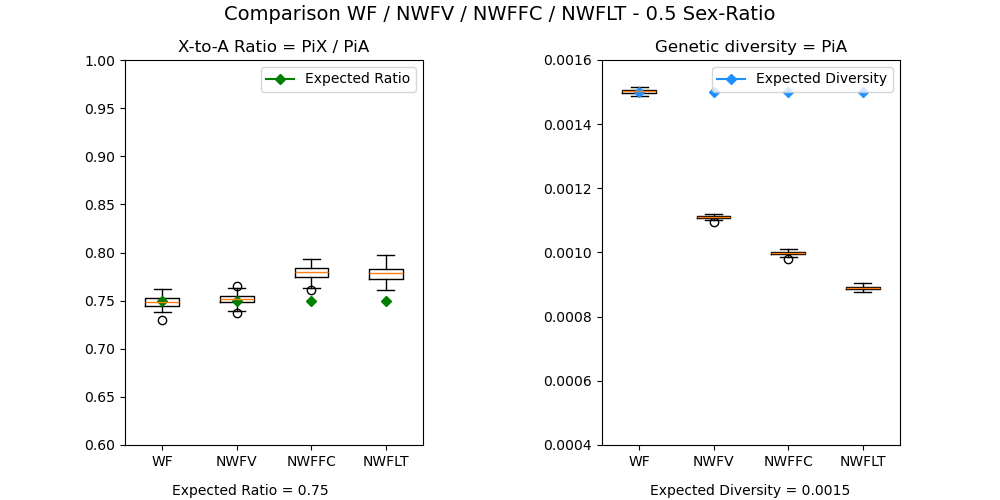 Comparison WF / NWFV / NWFFC / NWFLT - 0.5 Sex-Ratio
X-to-A Ratio = PiX / PiA
1.00
0.95
0.90
0.85
0.80
0.75
0.70
0.65
0.60
Expected Ratio
WF NWFV NWFFC NWFLT
Expected Ratio = 0.75
Genetic diversity = PiA
0.0016
0.0014
0.0012
0.0010
0.0008
0.0006
0.0004
Expected Diversity
WF NWFV NWFFC NWFLT
Expected Diversity = 0.0015